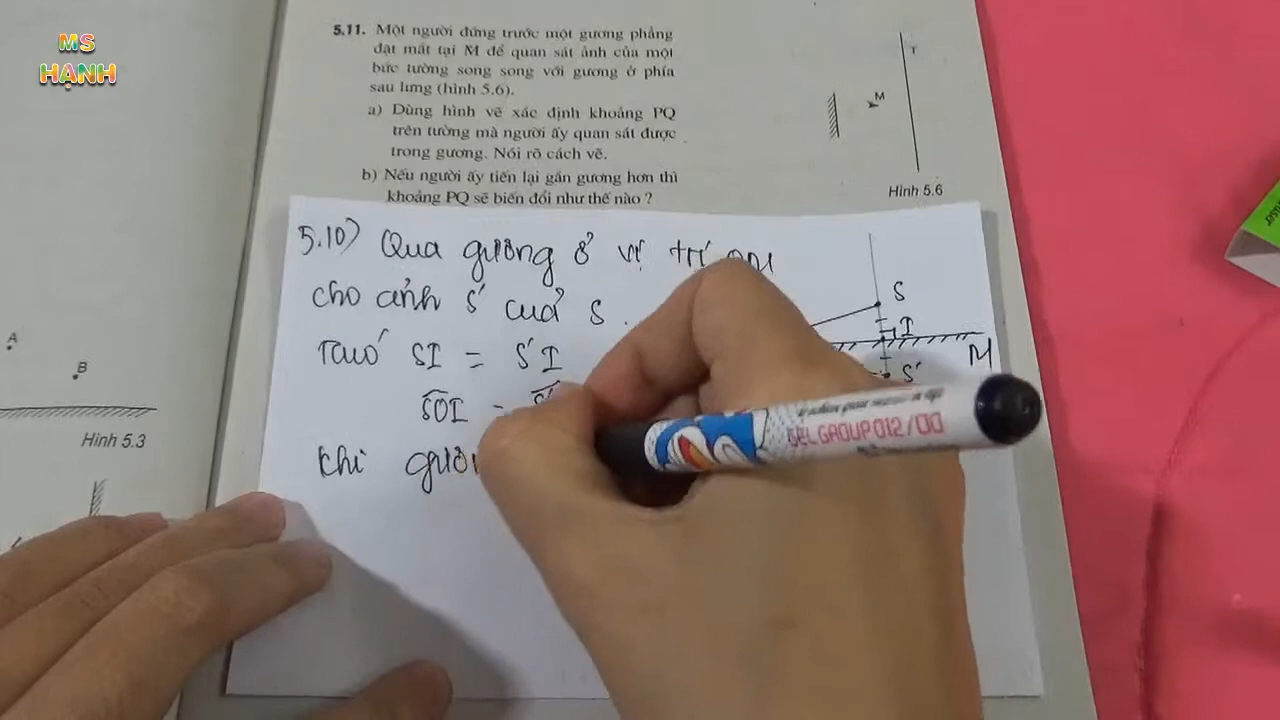 MS
HẠNH
5.11. Một người đứng trước một gương phẳng
đặt mắt tại M để quan sát ảnh của một
bức tường song song với gương ở phía
sau lưng (hình 5.6).
a) Dùng hình vẽ xác định khoảng PQ
trên tường mà người ấy quan sát được
trong gương. Nói rõ cách vẽ.
b) Nếu người ấy tiến lại gần gương hơn thì
khoảng PQ sẽ biến đổi như thế nào ?
T
M
Hình 5.6
A
B
Hình 5.3
5.10) Qua gương ở vị trí
cho ảnh S' của S.
Ta có SI = S'I
SOI =
Khi
S
I
M
S'
GEL GROUP 012/00